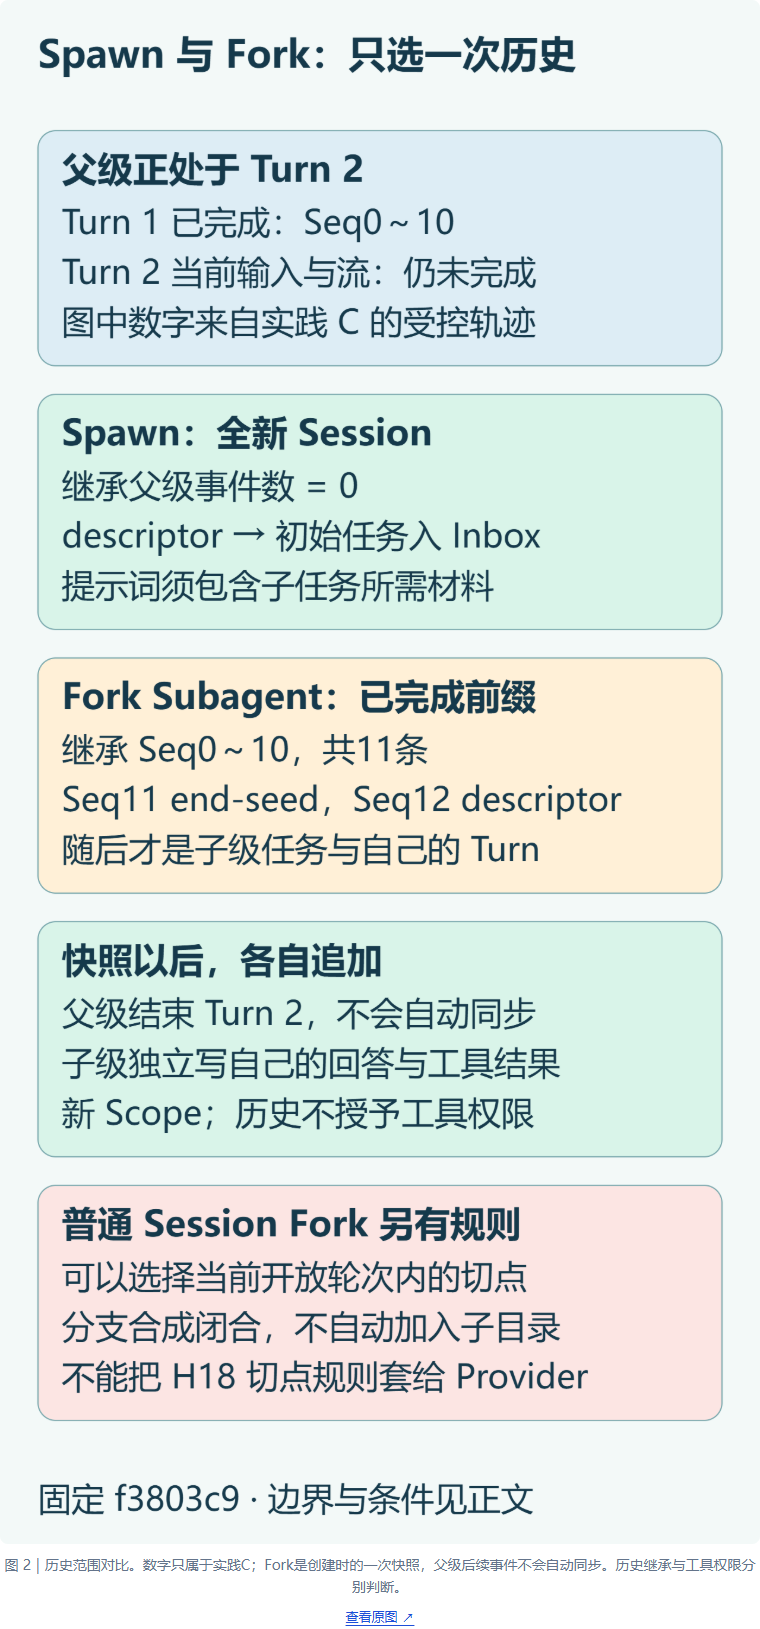 Spawn 与 Fork：只选一次历史
父级正处于 Turn 2
Turn 1 已完成：Seq0～10
Turn 2 当前输入与流：仍未完成
图中数字来自实践 C 的受控轨迹
Spawn：全新 Session
继承父级事件数 = 0
descriptor → 初始任务入 Inbox
提示词须包含子任务所需材料
Fork Subagent：已完成前缀
继承 Seq0～10，共11条
Seq11 end-seed，Seq12 descriptor
随后才是子级任务与自己的 Turn
快照以后，各自追加
父级结束 Turn 2，不会自动同步
子级独立写自己的回答与工具结果
新 Scope；历史不授予工具权限
普通 Session Fork 另有规则
可以选择当前开放轮次内的切点
分支合成闭合，不自动加入子目录
不能把 H18 切点规则套给 Provider
固定 f3803c9 · 边界与条件见正文
图 2｜历史范围对比。数字只属于实践C；Fork是创建时的一次快照，父级后续事件不会自动同步。历史继承与工具权限分
别判断。
查看原图 ↗